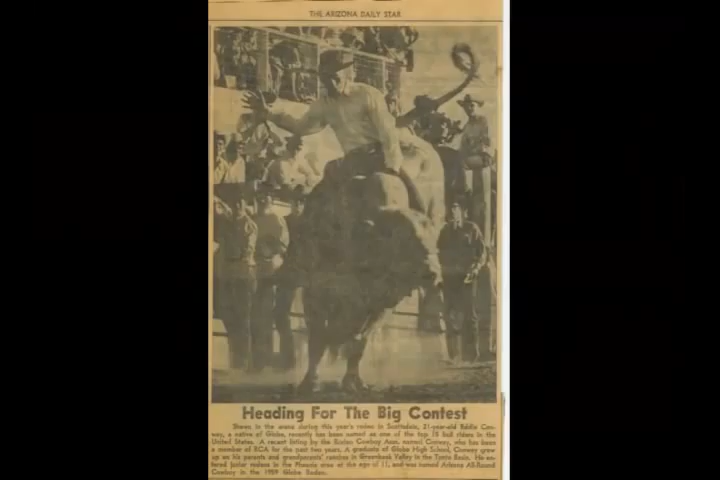 THE ARIZONA DAILY STAR
Heading For The Big Contest
Shown in the arena during this year's rodeo in Scottsdale, 21-year-old Eddie Con-
way, a native of Globe, recently has been named as one of the top 15 bull riders in the
United States. A recent listing by the Rodeo Cowboy Assn. named Conway, who has been
a member of RCA for the past two years. A graduate of Globe High School, Conway grew
up on his parents and grandparents' ranches in Greenback Valley in the Tonto Basin. He en-
tered junior rodeos in the Phoenix area at the age of 11, and was named Arizona All-Round
Cowboy in the 1959 Globe Rodeo.